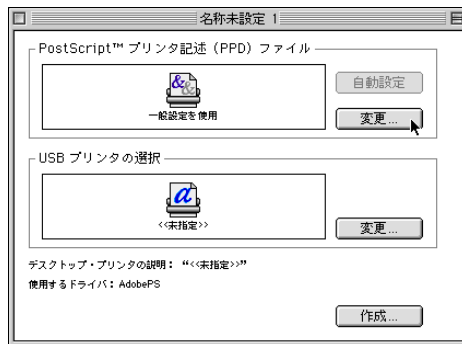 名称未設定 1
PostScript™ プリンタ記述（PPD）ファイル
自動設定
一般設定を使用
変更...
USB プリンタの選択
<<未指定>>
変更...
デスクトップ・プリンタの説明： “<<未指定>>”
使用するドライバ： AdobePS
作成...